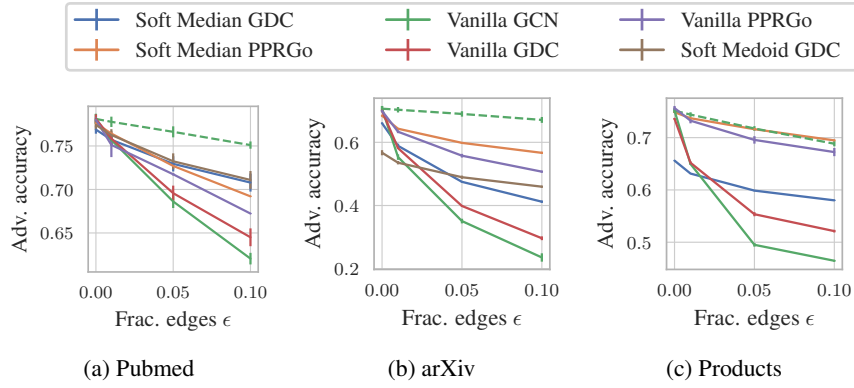 Soft Median GDC Vanilla GCN Vanilla PPRGo
Soft Median PPRGo Vanilla GDC Soft Medoid GDC
Adv. accuracy
0.75
0.70
0.65
0.00 0.05 0.10
Frac. edges ϵ
(a) Pubmed
Adv. accuracy
0.6
0.4
0.2
0.00 0.05 0.10
Frac. edges ϵ
(b) arXiv
Adv. accuracy
0.7
0.6
0.5
0.00 0.05 0.10
Frac. edges ϵ
(c) Products